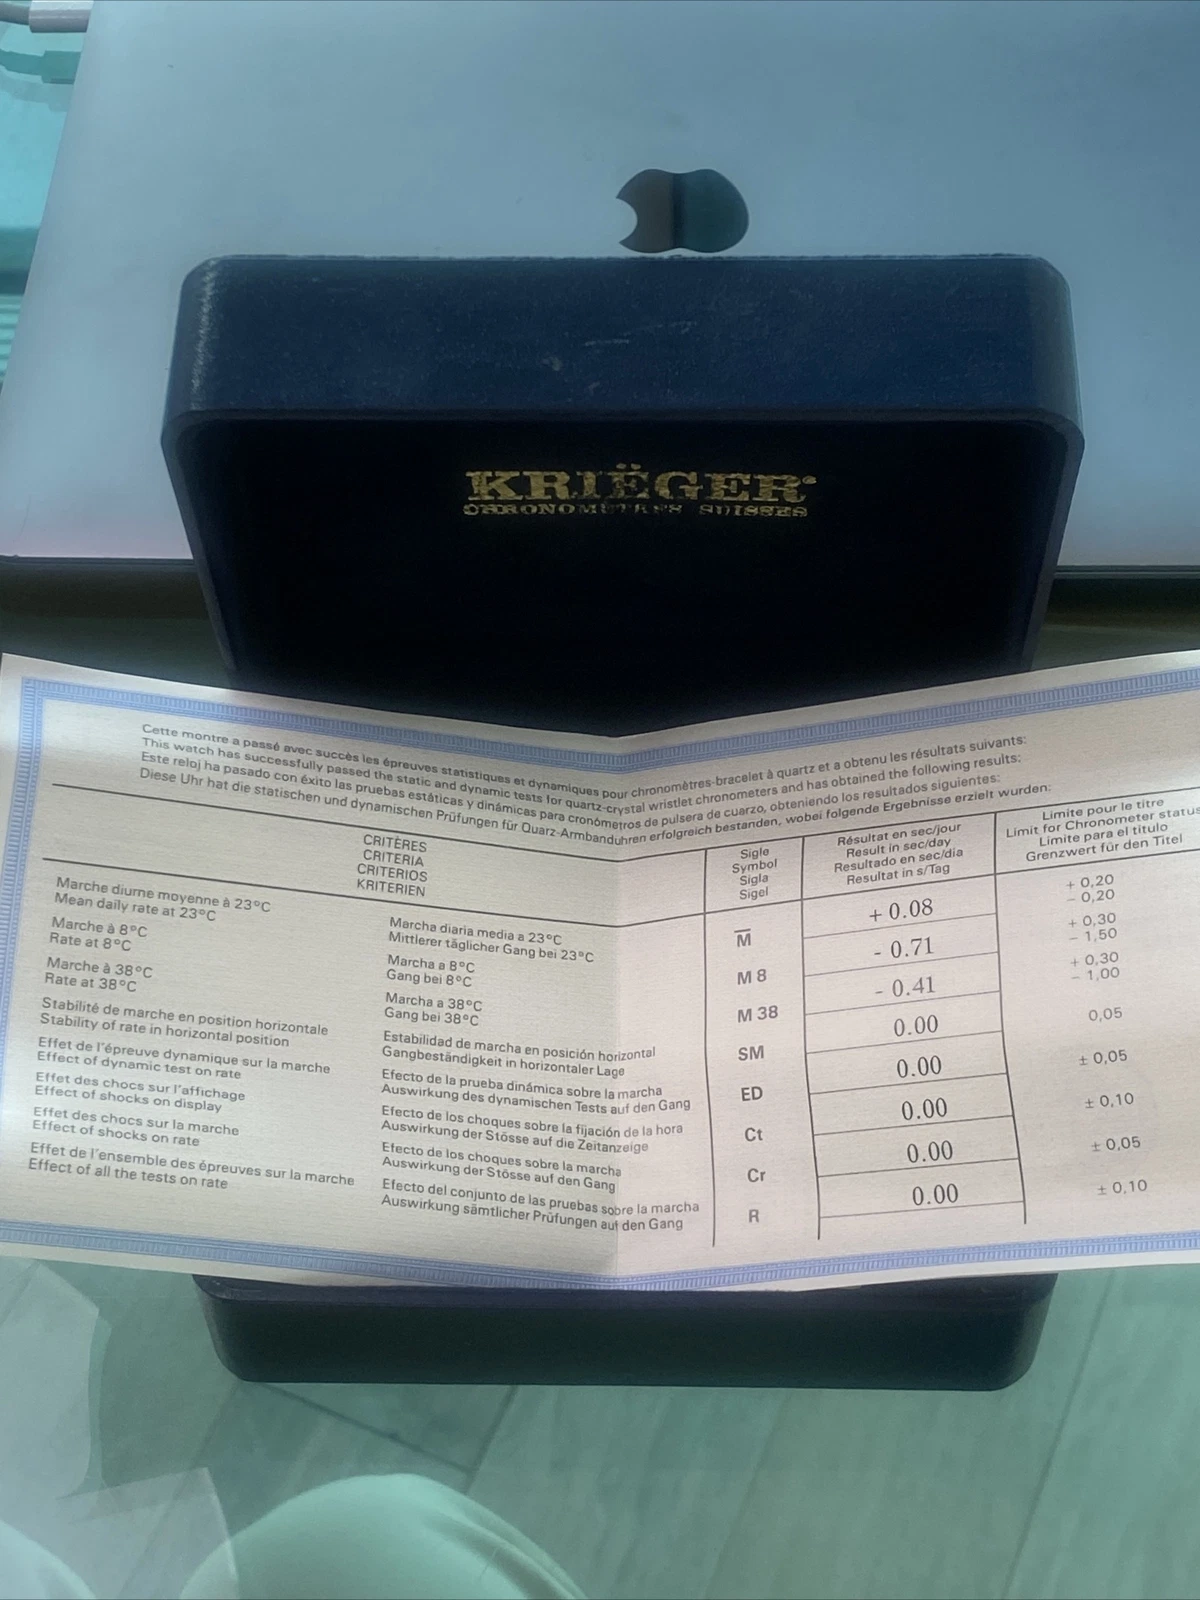 KRIËGER®
CHRONOMÈTRES SUISSES
Cette montre a passé avec succès les épreuves statistiques et dynamiques pour chronomètres-bracelet à quartz et a obtenu les résultats suivants:
This watch has successfully passed the static and dynamic tests for quartz-crystal wristlet chronometers and has obtained the following results:
Este reloj ha pasado con éxito las pruebas estáticas y dinámicas para cronómetros de pulsera de cuarzo, obteniendo los resultados siguientes:
Diese Uhr hat die statischen und dynamischen Prüfungen für Quarz-Armbanduhren erfolgreich bestanden, wobei folgende Ergebnisse erzielt wurden:
CRITÈRES
CRITERIA
CRITERIOS
KRITERIEN
Sigle
Symbol
Sigla
Sigel
Résultat en sec/jour
Result in sec/day
Resultado en sec/dia
Resultat in s/Tag
Limite pour le titre
Limit for Chronometer status
Limite para el titulo
Grenzwert für den Titel
Marche diurne moyenne à 23°C
Mean daily rate at 23°C
Marcha diaria media a 23°C
Mittlerer täglicher Gang bei 23°C
M̅
+ 0.08
+ 0,20
– 0,20
Marche à 8°C
Rate at 8°C
Marcha a 8°C
Gang bei 8°C
M 8
- 0.71
+ 0,30
– 1,50
Marche à 38°C
Rate at 38°C
Marcha a 38°C
Gang bei 38°C
M 38
- 0.41
+ 0,30
– 1,00
Stabilité de marche en position horizontale
Stability of rate in horizontal position
Estabilidad de marcha en posición horizontal
Gangbeständigkeit in horizontaler Lage
SM
0.00
0,05
Effet de l'épreuve dynamique sur la marche
Effect of dynamic test on rate
Efecto de la prueba dinámica sobre la marcha
Auswirkung des dynamischen Tests auf den Gang
ED
0.00
± 0,05
Effet des chocs sur l'affichage
Effect of shocks on display
Efecto de los choques sobre la fijación de la hora
Auswirkung der Stösse auf die Zeitanzeige
Ct
0.00
± 0,10
Effet des chocs sur la marche
Effect of shocks on rate
Efecto de los choques sobre la marcha
Auswirkung der Stösse auf den Gang
Cr
0.00
± 0,05
Effet de l'ensemble des épreuves sur la marche
Effect of all the tests on rate
Efecto del conjunto de las pruebas sobre la marcha
Auswirkung sämtlicher Prüfungen auf den Gang
R
0.00
± 0,10